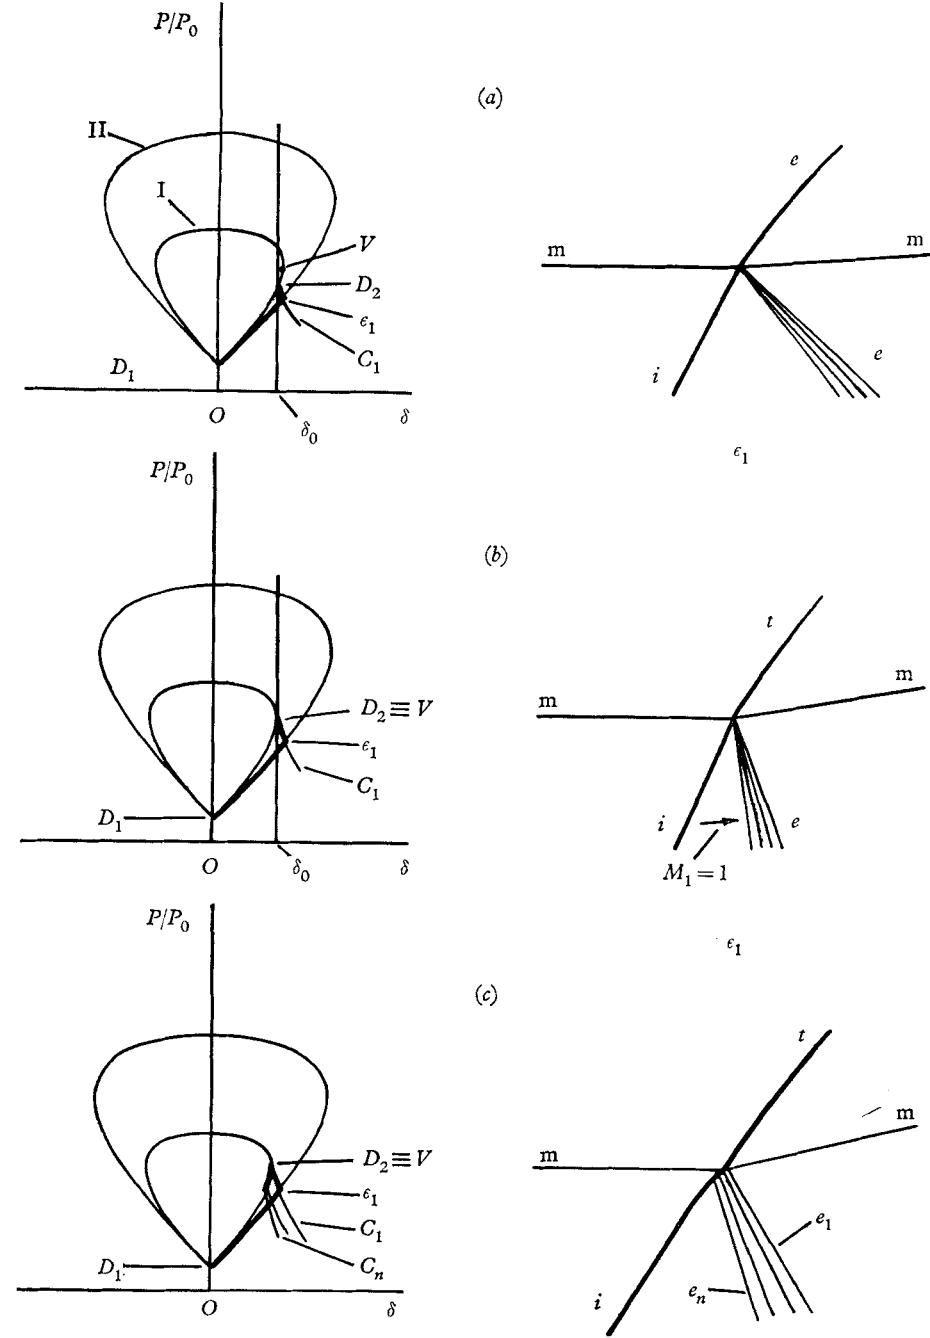 P/P₀
(a)
II
I
V
D₂
ϵ₁
C₁
D₁
O
δ₀
δ
e
m
m
i
e
ϵ₁
P/P₀
(b)
D₂≡V
ϵ₁
C₁
D₁
O
δ₀
δ
t
m
m
i
e
M₁=1
ϵ₁
P/P₀
(c)
D₂≡V
ϵ₁
C₁
Cₙ
D₁
O
δ
t
m
m
e₁
eₙ
i